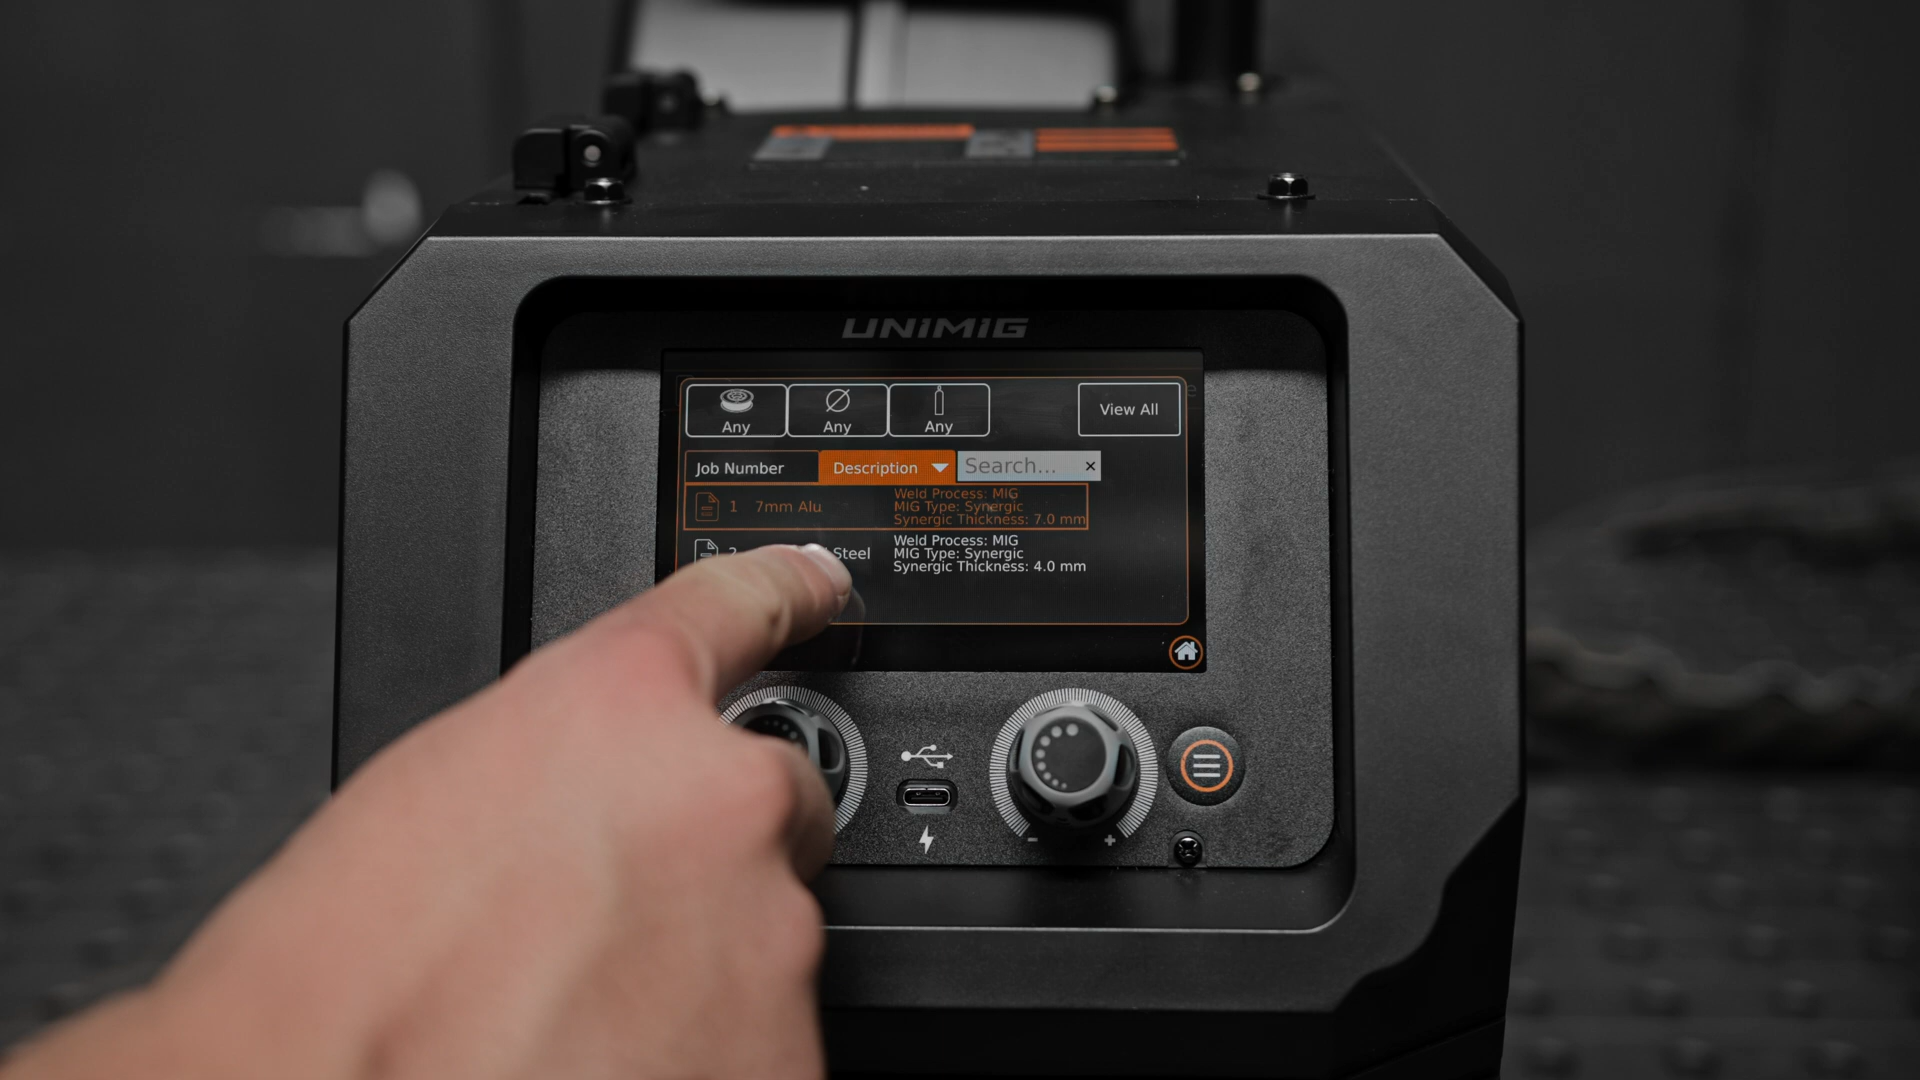 UNIMIG
Any Any Any View All
Job Number Description Search... ×
1 7mm Alu
Weld Process: MIG
MIG Type: Synergic
Synergic Thickness: 7.0 mm
2 Steel
Weld Process: MIG
MIG Type: Synergic
Synergic Thickness: 4.0 mm
- +